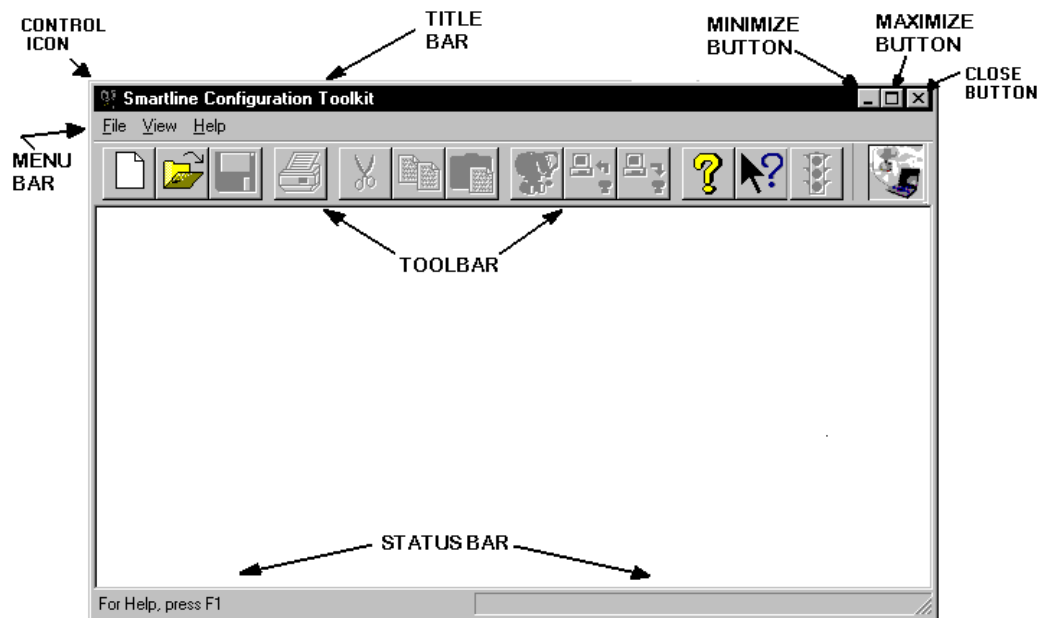 CONTROL
ICON
TITLE
BAR
MINIMIZE
BUTTON
MAXIMIZE
BUTTON
CLOSE
BUTTON
Smartline Configuration Toolkit
File View Help
MENU
BAR
TOOLBAR
STATUS BAR
For Help, press F1